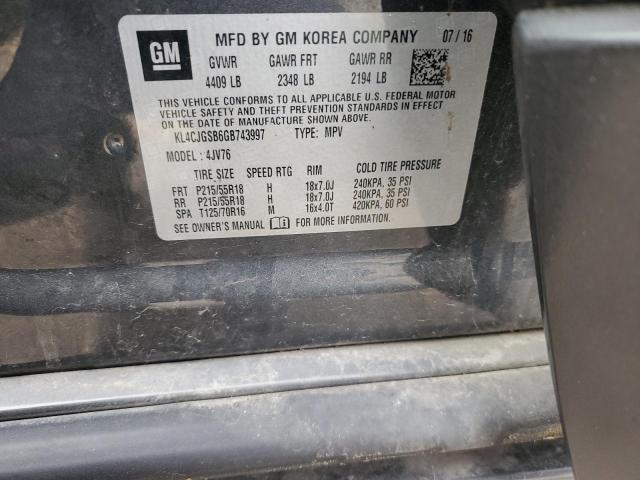 GM MFD BY GM KOREA COMPANY 07/16
GVWR GAWR FRT GAWR RR
4409 LB 2348 LB 2194 LB
THIS VEHICLE CONFORMS TO ALL APPLICABLE U.S. FEDERAL MOTOR
VEHICLE SAFETY AND THEFT PREVENTION STANDARDS IN EFFECT
ON THE DATE OF MANUFACTURE SHOWN ABOVE.
KL4CJGSB6GB743997 TYPE: MPV
MODEL: 4JV76
TIRE SIZE SPEED RTG RIM COLD TIRE PRESSURE
FRT P215/55R18 H 18x7.0J 240KPA, 35 PSI
RR P215/55R18 H 18x7.0J 240KPA, 35 PSI
SPA T125/70R16 M 16x4.0T 420KPA, 60 PSI
SEE OWNER'S MANUAL FOR MORE INFORMATION.